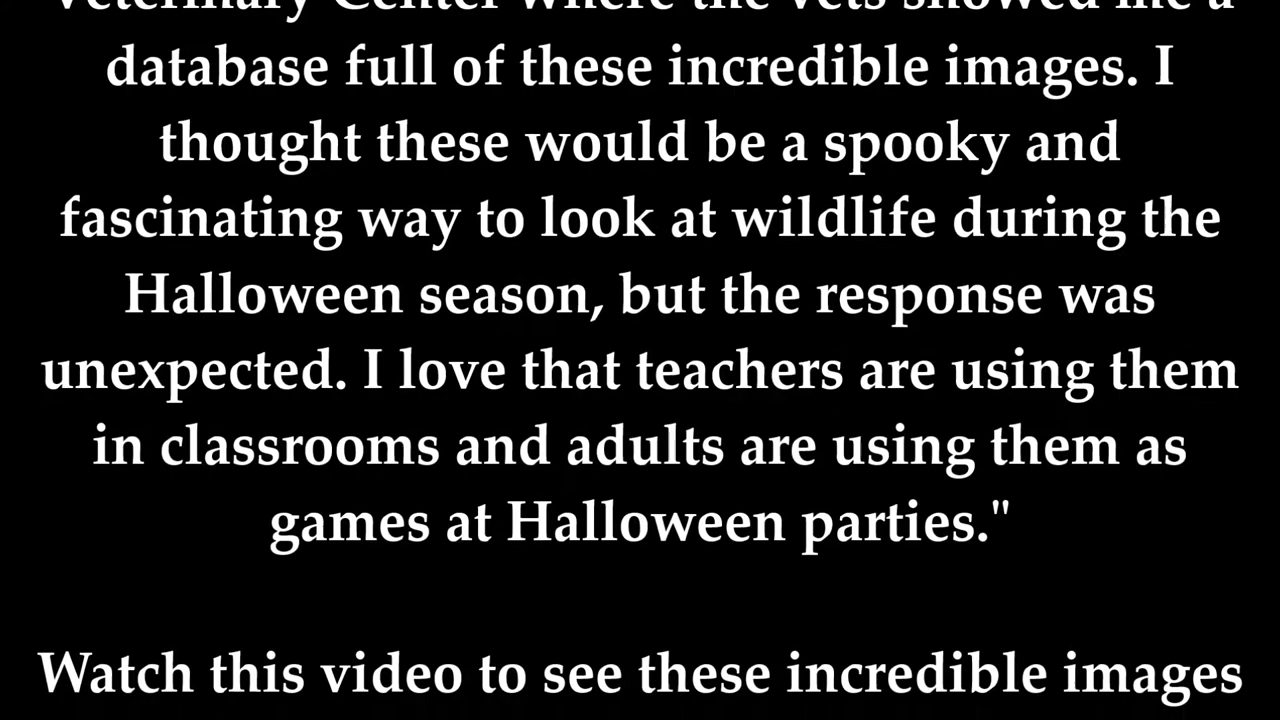 Veterinary Center where the vets showed me a
database full of these incredible images. I
thought these would be a spooky and
fascinating way to look at wildlife during the
Halloween season, but the response was
unexpected. I love that teachers are using them
in classrooms and adults are using them as
games at Halloween parties."
Watch this video to see these incredible images